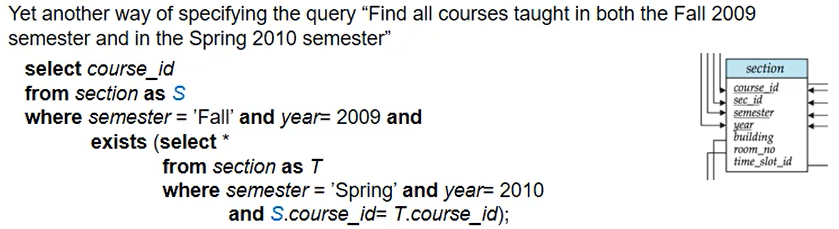 Yet another way of specifying the query “Find all courses taught in both the Fall 2009
semester and in the Spring 2010 semester”
select course_id
from section as S
where semester = ’Fall’ and year= 2009 and
exists (select *
from section as T
where semester = ’Spring’ and year= 2010
and S.course_id= T.course_id);
section
course_id
sec_id
semester
year
building
room_no
time_slot_id